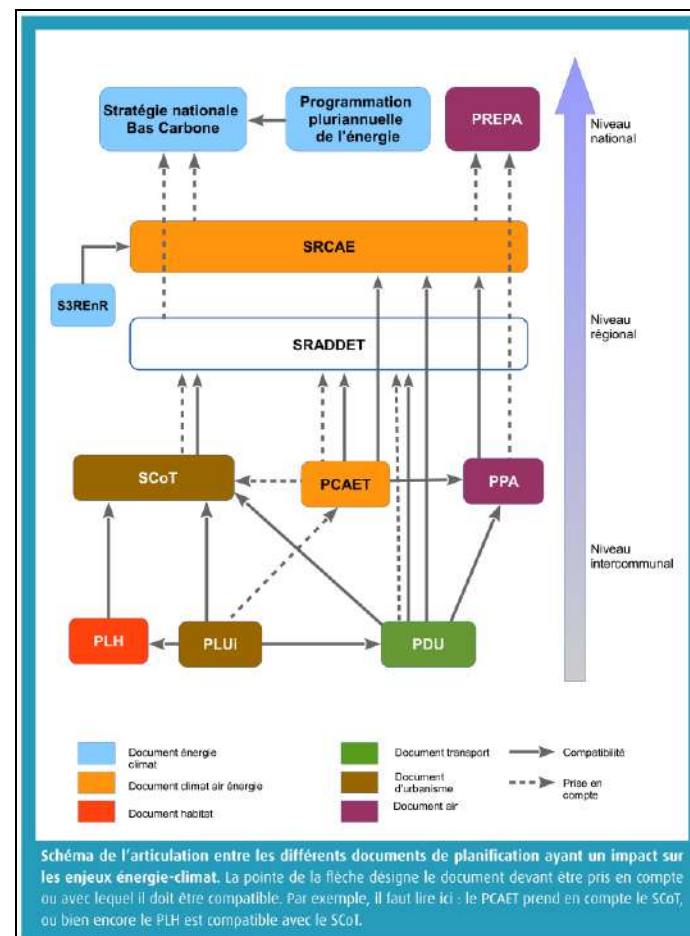 Stratégie nationale
Bas Carbone
Programmation
pluriannuelle
de l'énergie
PREPA
Niveau
national
SRCAE
S3REnR
Niveau
régional
SRADDET
SCoT
PCAET
PPA
Niveau
intercommunal
PLH
PLUi
PDU
Document énergie
climat
Document transport
Compatibilité
Document climat air énergie
Document
d'urbanisme
Prise en
compte
Document habitat
Document air
Schéma de l'articulation entre les différents documents de planification ayant un impact sur
les enjeux énergie-climat. La pointe de la flèche désigne le document devant être pris en compte
ou avec lequel il doit être compatible. Par exemple, il faut lire ici : le PCAET prend en compte le SCoT,
ou bien encore le PLH est compatible avec le SCoT.